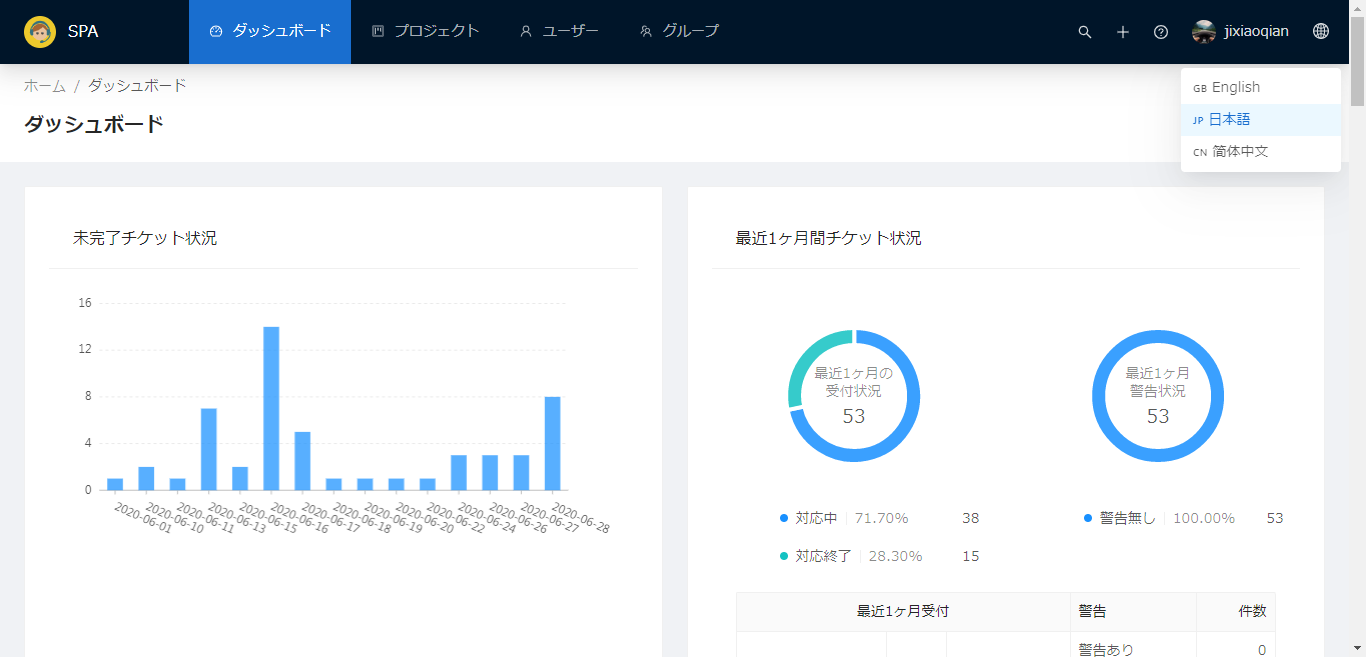 SPA
ダッシュボード
プロジェクト
ユーザー
グループ
jixiaoqian
ホーム / ダッシュボード
ダッシュボード
GB English
JP 日本語
CN 简体中文
未完了チケット状況
16
12
8
4
0
2020-06-01
2020-06-10
2020-06-11
2020-06-13
2020-06-15
2020-06-16
2020-06-17
2020-06-18
2020-06-19
2020-06-20
2020-06-22
2020-06-24
2020-06-26
2020-06-27
2020-06-28
最近1ヶ月間チケット状況
最近1ヶ月の
受付状況
53
対応中 71.70% 38
対応終了 28.30% 15
最近1ヶ月
警告状況
53
警告無し 100.00% 53
最近1ヶ月受付 警告 件数
警告あり 0